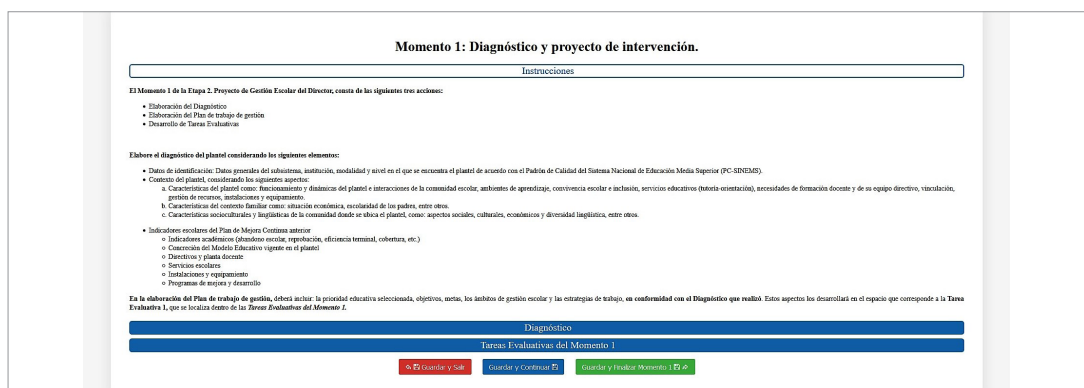 Momento 1: Diagnóstico y proyecto de intervención.
Instrucciones
El Momento 1 de la Etapa 2. Proyecto de Gestión Escolar del Director, consta de las siguientes tres acciones:
• Elaboración del Diagnóstico
• Elaboración del Plan de trabajo de gestión
• Desarrollo de Tareas Evaluativas
Elabore el diagnóstico del plantel considerando los siguientes elementos:
• Datos de identificación: Datos generales del subsistema, institución, modalidad y nivel en el que se encuentra el plantel de acuerdo con el Padrón de Calidad del Sistema Nacional de Educación Media Superior (PC-SINEMS).
• Contexto del plantel, considerando los siguientes aspectos:
a. Características del plantel como: funcionamiento y dinámicas del plantel e interacciones de la comunidad escolar, ambientes de aprendizaje, convivencia escolar e inclusión, servicios educativos (tutoría-orientación), necesidades de formación docente y de su equipo directivo, vinculación,
gestión de recursos, instalaciones y equipamiento.
b. Características del contexto familiar como: situación económica, escolaridad de los padres, entre otros.
c. Características socioculturales y lingüísticas de la comunidad donde se ubica el plantel, como: aspectos sociales, culturales, económicos y diversidad lingüística, entre otros.
• Indicadores escolares del Plan de Mejora Continua anterior
o Indicadores académicos (abandono escolar, reprobación, eficiencia terminal, cobertura, etc.)
o Concreción del Modelo Educativo vigente en el plantel
o Directivos y planta docente
o Servicios escolares
o Instalaciones y equipamiento
o Programas de mejora y desarrollo
En la elaboración del Plan de trabajo de gestión, deberá incluir: la prioridad educativa seleccionada, objetivos, metas, los ámbitos de gestión escolar y las estrategias de trabajo, en conformidad con el Diagnóstico que realizó. Estos aspectos los desarrollará en el espacio que corresponde a la Tarea
Evaluativa 1, que se localiza dentro de las Tareas Evaluativas del Momento 1.
Diagnóstico
Tareas Evaluativas del Momento 1
Guardar y Salir Guardar y Continuar Guardar y Finalizar Momento 1